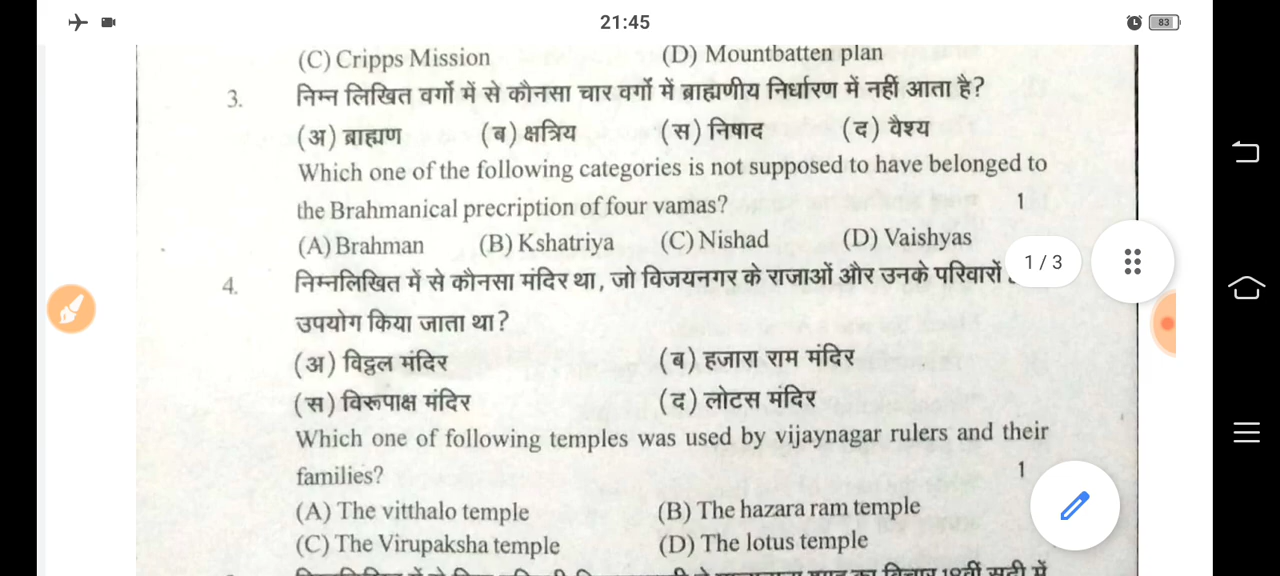 21:45
83
(C) Cripps Mission (D) Mountbatten plan
3. निम्न लिखित वर्गों में से कौनसा चार वर्गों में ब्राह्मणीय निर्धारण में नहीं आता है?
(अ) ब्राह्मण (ब) क्षत्रिय (स) निषाद (द) वैश्य
Which one of the following categories is not supposed to have belonged to
the Brahmanical precription of four vamas? 1
(A) Brahman (B) Kshatriya (C) Nishad (D) Vaishyas
1 / 3
4. निम्नलिखित में से कौनसा मंदिर था, जो विजयनगर के राजाओं और उनके परिवारों
उपयोग किया जाता था?
(अ) विट्ठल मंदिर (ब) हजारा राम मंदिर
(स) विरूपाक्ष मंदिर (द) लोटस मंदिर
Which one of following temples was used by vijaynagar rulers and their
families? 1
(A) The vitthalo temple (B) The hazara ram temple
(C) The Virupaksha temple (D) The lotus temple